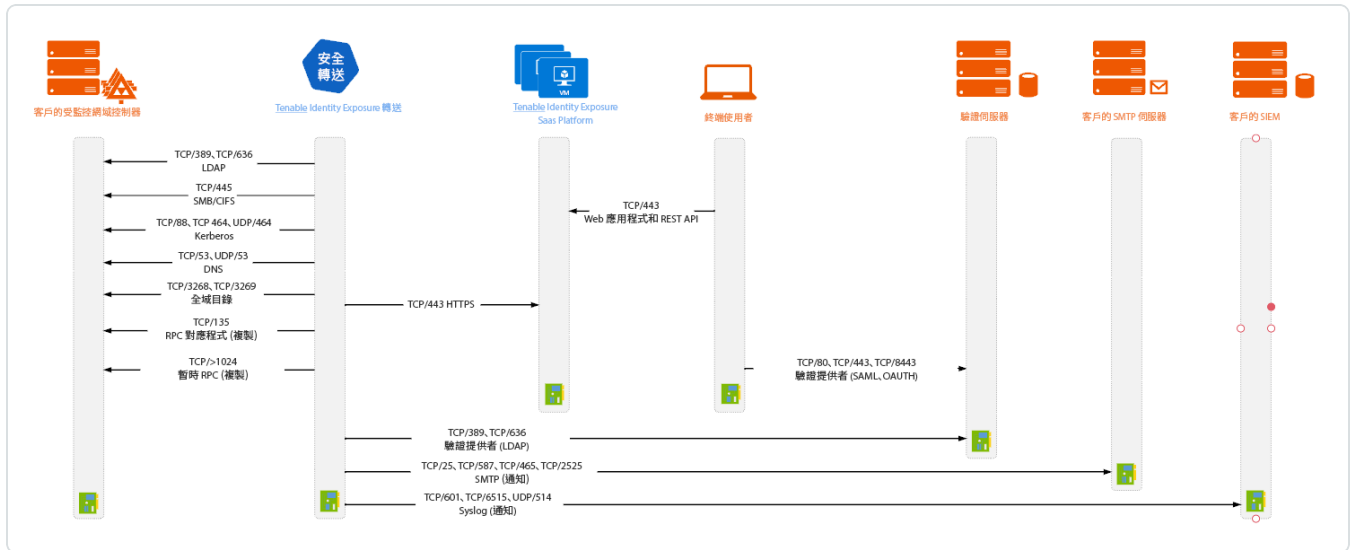 安全
轉送
VM
客戶的受監控網域控制器
Tenable Identity Exposure 轉送
Tenable Identity Exposure
Saas Platform
終端使用者
驗證伺服器
客戶的 SMTP 伺服器
客戶的 SIEM
TCP/389、TCP/636
LDAP
TCP/445
SMB/CIFS
TCP/88、TCP 464、UDP/464
Kerberos
TCP/53、UDP/53
DNS
TCP/3268、TCP/3269
全域目錄
TCP/135
RPC 對應程式 (複製)
TCP/>1024
暫時 RPC (複製)
TCP/443 HTTPS
TCP/443
Web 應用程式和 REST API
TCP/80、TCP/443、TCP/8443
驗證提供者 (SAML、OAUTH)
TCP/389、TCP/636
驗證提供者 (LDAP)
TCP/25、TCP/587、TCP/465、TCP/2525
SMTP (通知)
TCP/601、TCP/6515、UDP/514
Syslog (通知)